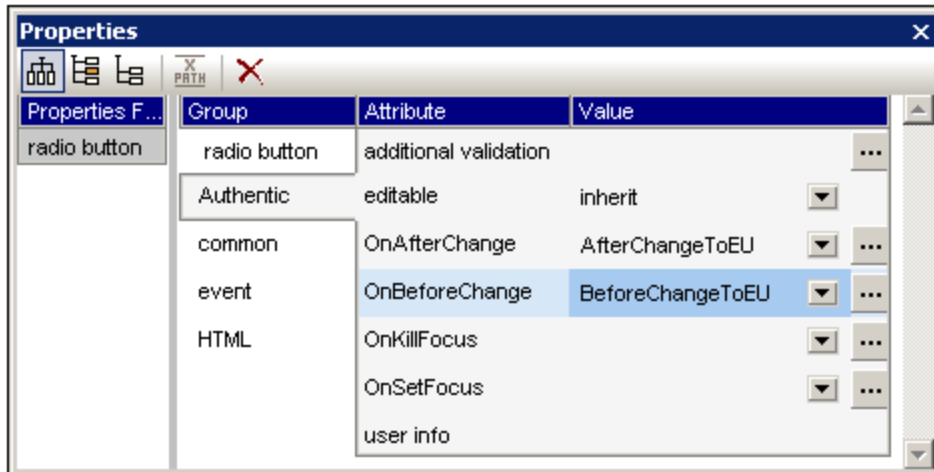 Properties
X
PATH
Properties F... Group Attribute Value
radio button radio button additional validation ...
Authentic editable inherit
common OnAfterChange AfterChangeToEU ...
event OnBeforeChange BeforeChangeToEU ...
HTML OnKillFocus ...
OnSetFocus ...
user info